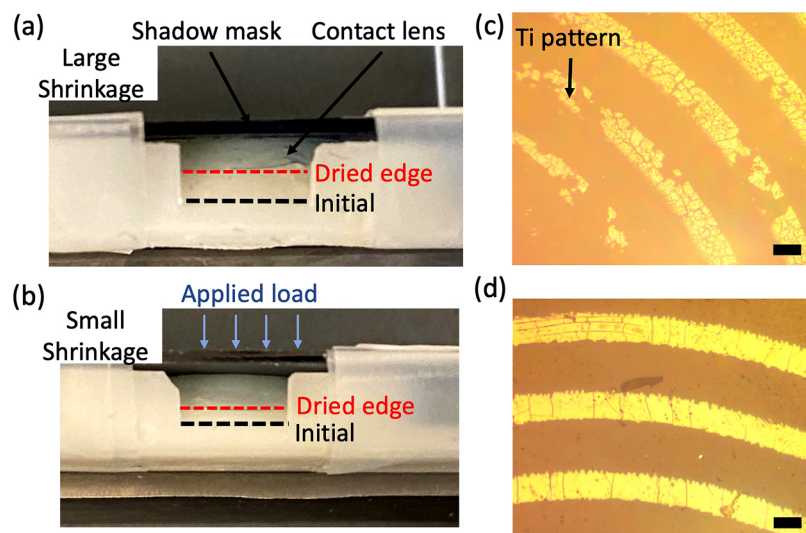 (a)
Shadow mask
Contact lens
Large
Shrinkage
Dried edge
Initial
(b)
Applied load
Small
Shrinkage
Dried edge
Initial
(c)
Ti pattern
(d)